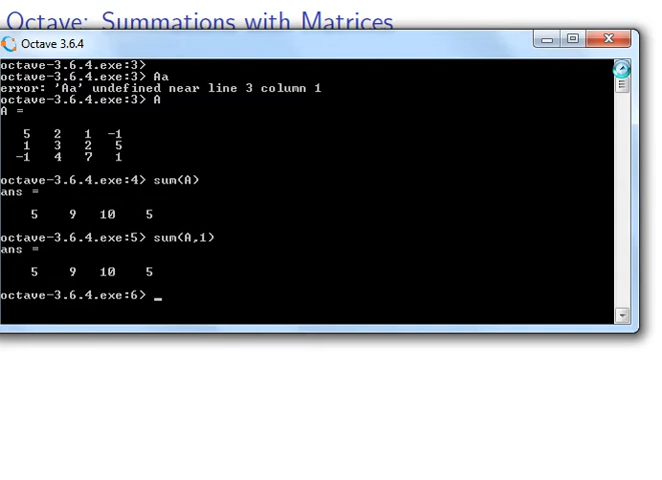 Octave: Summations with Matrices
Octave 3.6.4
octave-3.6.4.exe:3>
octave-3.6.4.exe:3> Aa
error: 'Aa' undefined near line 3 column 1
octave-3.6.4.exe:3> A
A =
5 2 1 -1
1 3 2 5
-1 4 7 1
octave-3.6.4.exe:4> sum(A)
ans =
5 9 10 5
octave-3.6.4.exe:5> sum(A,1)
ans =
5 9 10 5
octave-3.6.4.exe:6> _